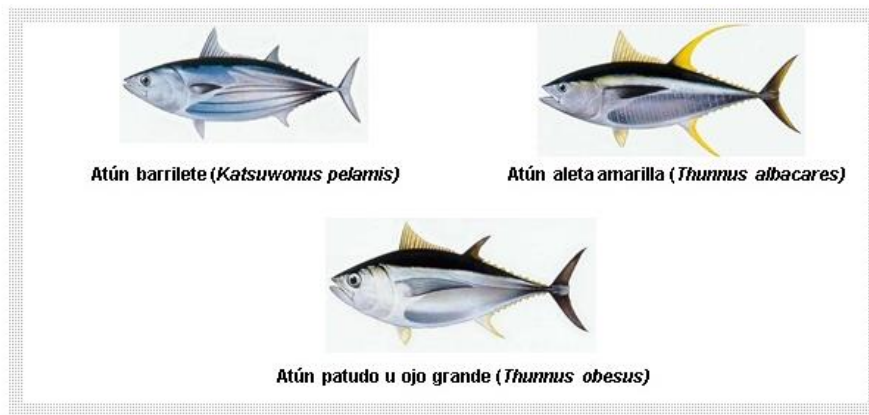 Atún barrilete (Katsuwonus pelamis)
Atún aleta amarilla (Thunnus albacares)
Atún patudo u ojo grande (Thunnus obesus)